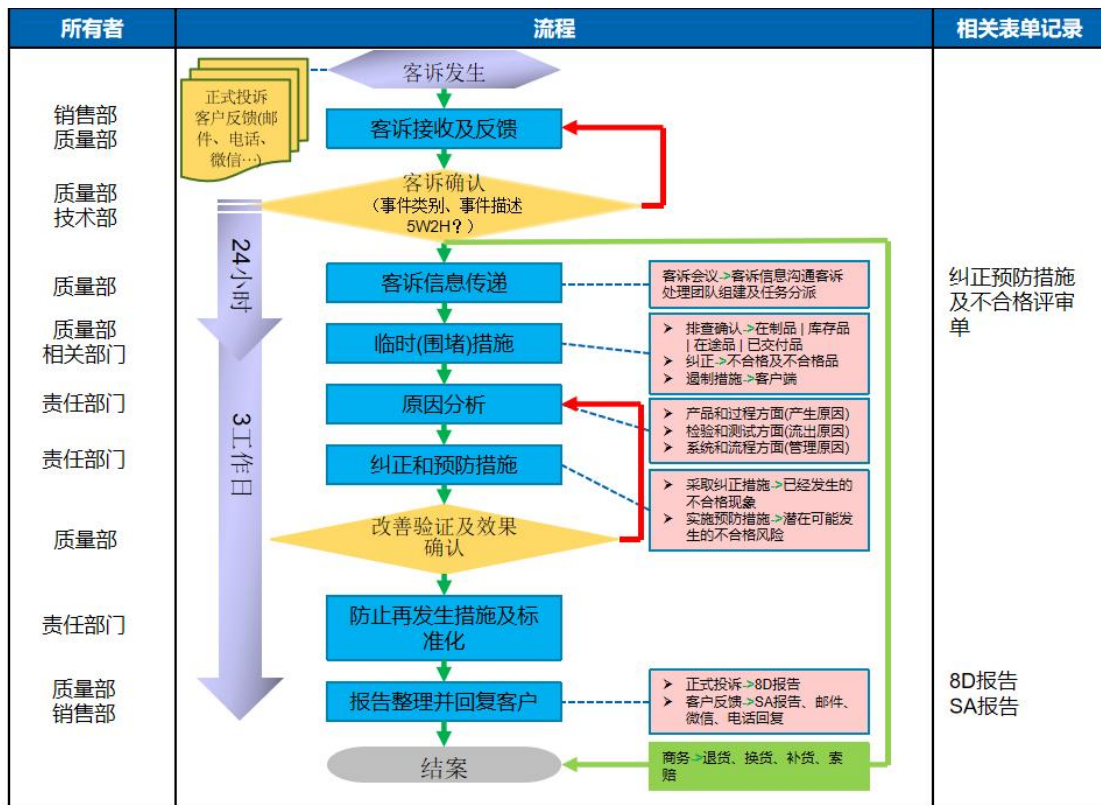 所有者
流程
相关表单记录
正式投诉
客户反馈(邮
件、电话、
微信…)
客诉发生
销售部
质量部
客诉接收及反馈
质量部
技术部
客诉确认
（事件类别、事件描述
5W2H？）
24小时
质量部
客诉信息传递
客诉会议->客诉信息沟通客诉
处理团队组建及任务分派
纠正预防措施
及不合格评审
单
质量部
相关部门
临时(围堵)措施
➢ 排查确认->在制品 | 库存品
| 在途品 | 已交付品
➢ 纠正->不合格及不合格品
➢ 遏制措施->客户端
3工作日
责任部门
原因分析
➢ 产品和过程方面(产生原因)
➢ 检验和测试方面(流出原因)
➢ 系统和流程方面(管理原因)
责任部门
纠正和预防措施
➢ 采取纠正措施->已经发生的
不合格现象
➢ 实施预防措施->潜在可能发
生的不合格风险
质量部
改善验证及效果
确认
责任部门
防止再发生措施及标
准化
质量部
销售部
报告整理并回复客户
➢ 正式投诉->8D报告
➢ 客户反馈->SA报告、邮件、
微信、电话回复
8D报告
SA报告
结案
商务->退货、换货、补货、索
赔